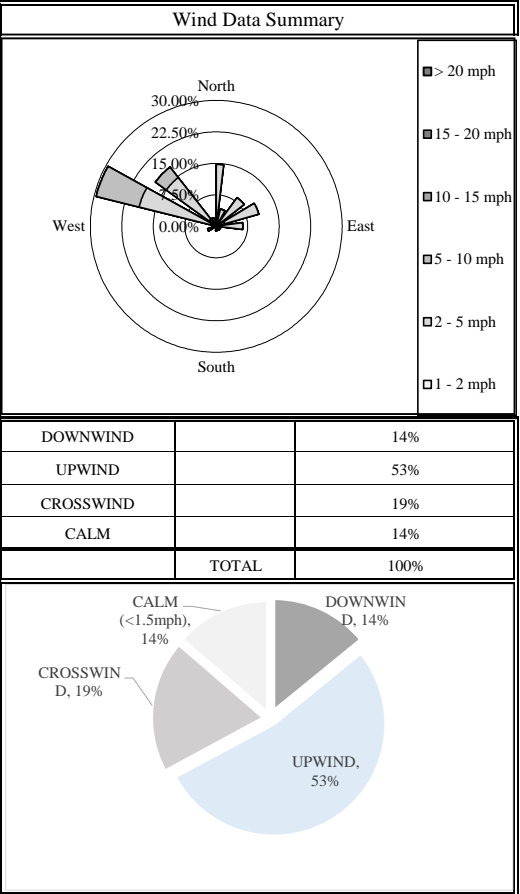 Wind Data Summary
North
30.00%
22.50%
15.00%
7.50%
0.00%
West
East
South
> 20 mph
15 - 20 mph
10 - 15 mph
5 - 10 mph
2 - 5 mph
1 - 2 mph
DOWNWIND 14%
UPWIND 53%
CROSSWIND 19%
CALM 14%
TOTAL 100%
CALM
(<1.5mph),
14%
DOWNWIN
D, 14%
CROSSWIN
D, 19%
UPWIND,
53%